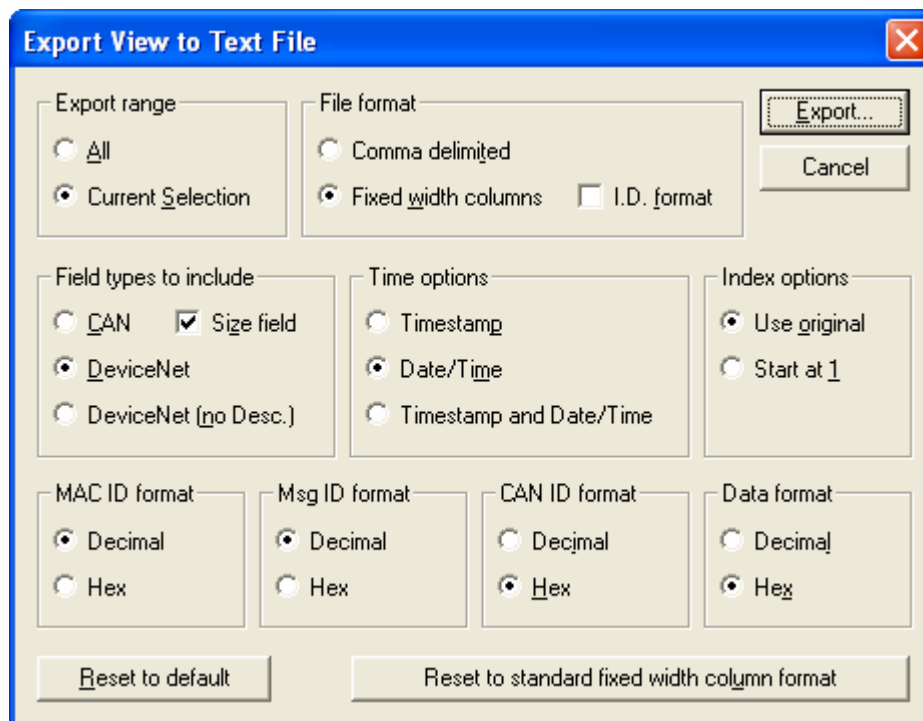 Export View to Text File
Export range
All
Current Selection
File format
Comma delimited
Fixed width columns
I.D. format
Export...
Cancel
Field types to include
CAN
Size field
DeviceNet
DeviceNet (no Desc.)
Time options
Timestamp
Date/Time
Timestamp and Date/Time
Index options
Use original
Start at 1
MAC ID format
Decimal
Hex
Msg ID format
Decimal
Hex
CAN ID format
Decimal
Hex
Data format
Decimal
Hex
Reset to default
Reset to standard fixed width column format